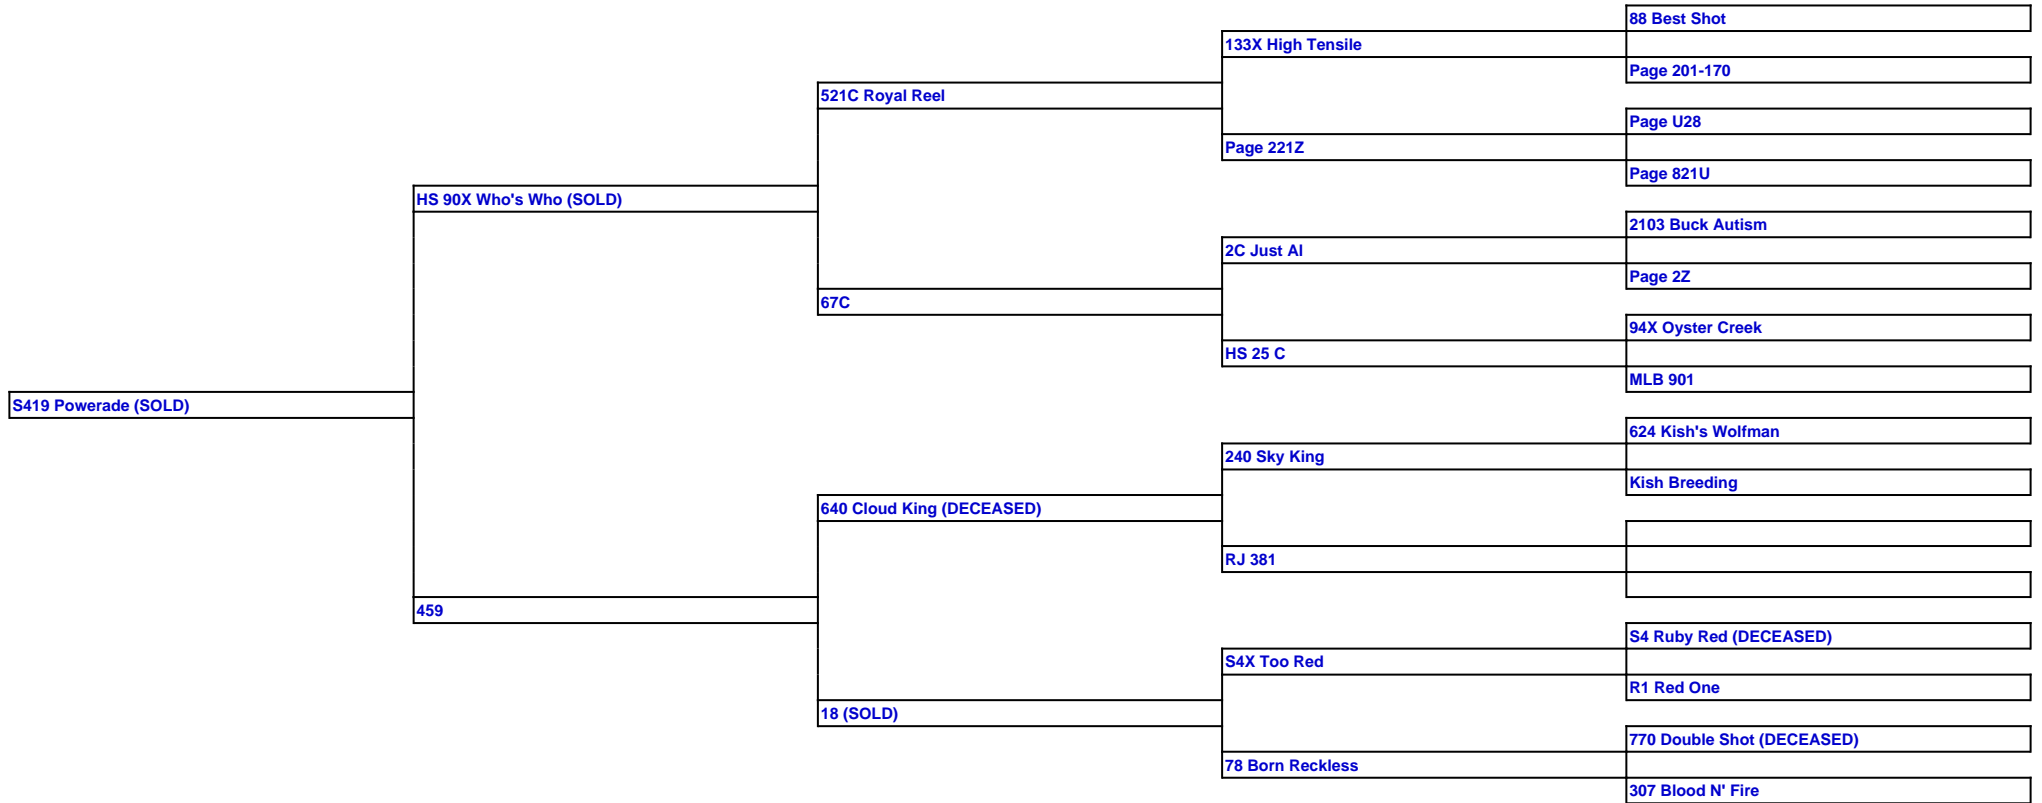 88 Best Shot
133X High Tensile
Page 201-170
521C Royal Reel
Page U28
Page 221Z
Page 821U
HS 90X Who's Who (SOLD)
2103 Buck Autism
2C Just AI
Page 2Z
67C
94X Oyster Creek
HS 25 C
MLB 901
S419 Powerade (SOLD)
624 Kish's Wolfman
240 Sky King
Kish Breeding
640 Cloud King (DECEASED)
RJ 381
459
S4 Ruby Red (DECEASED)
S4X Too Red
R1 Red One
18 (SOLD)
770 Double Shot (DECEASED)
78 Born Reckless
307 Blood N' Fire